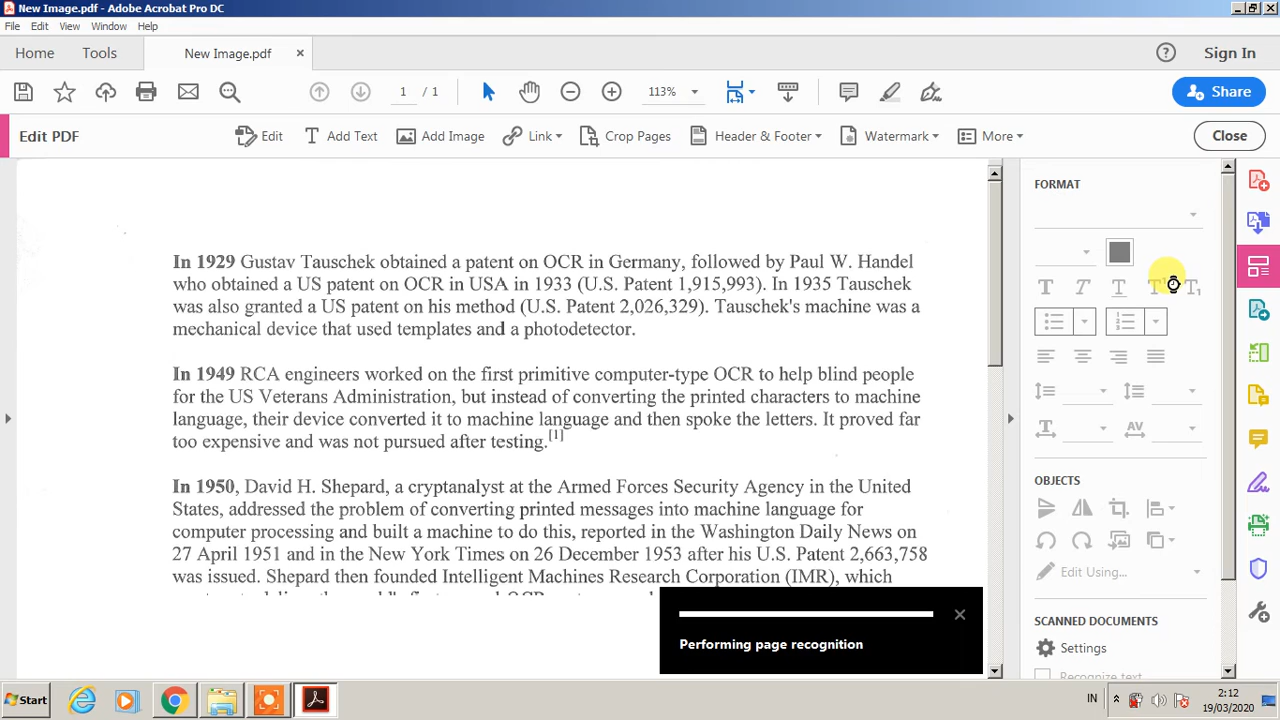 New Image.pdf - Adobe Acrobat Pro DC
File Edit View Window Help
Home Tools New Image.pdf × Sign In
1 / 1 113% Share
Edit PDF Edit Add Text Add Image Link Crop Pages Header & Footer Watermark More Close
In 1929 Gustav Tauschek obtained a patent on OCR in Germany, followed by Paul W. Handel
who obtained a US patent on OCR in USA in 1933 (U.S. Patent 1,915,993). In 1935 Tauschek
was also granted a US patent on his method (U.S. Patent 2,026,329). Tauschek's machine was a
mechanical device that used templates and a photodetector.
In 1949 RCA engineers worked on the first primitive computer-type OCR to help blind people
for the US Veterans Administration, but instead of converting the printed characters to machine
language, their device converted it to machine language and then spoke the letters. It proved far
too expensive and was not pursued after testing.[1]
In 1950, David H. Shepard, a cryptanalyst at the Armed Forces Security Agency in the United
States, addressed the problem of converting printed messages into machine language for
computer processing and built a machine to do this, reported in the Washington Daily News on
27 April 1951 and in the New York Times on 26 December 1953 after his U.S. Patent 2,663,758
was issued. Shepard then founded Intelligent Machines Research Corporation (IMR), which
Performing page recognition
FORMAT
OBJECTS
Edit Using...
SCANNED DOCUMENTS
Settings
Recognize text
Start IN 2:12
19/03/2020